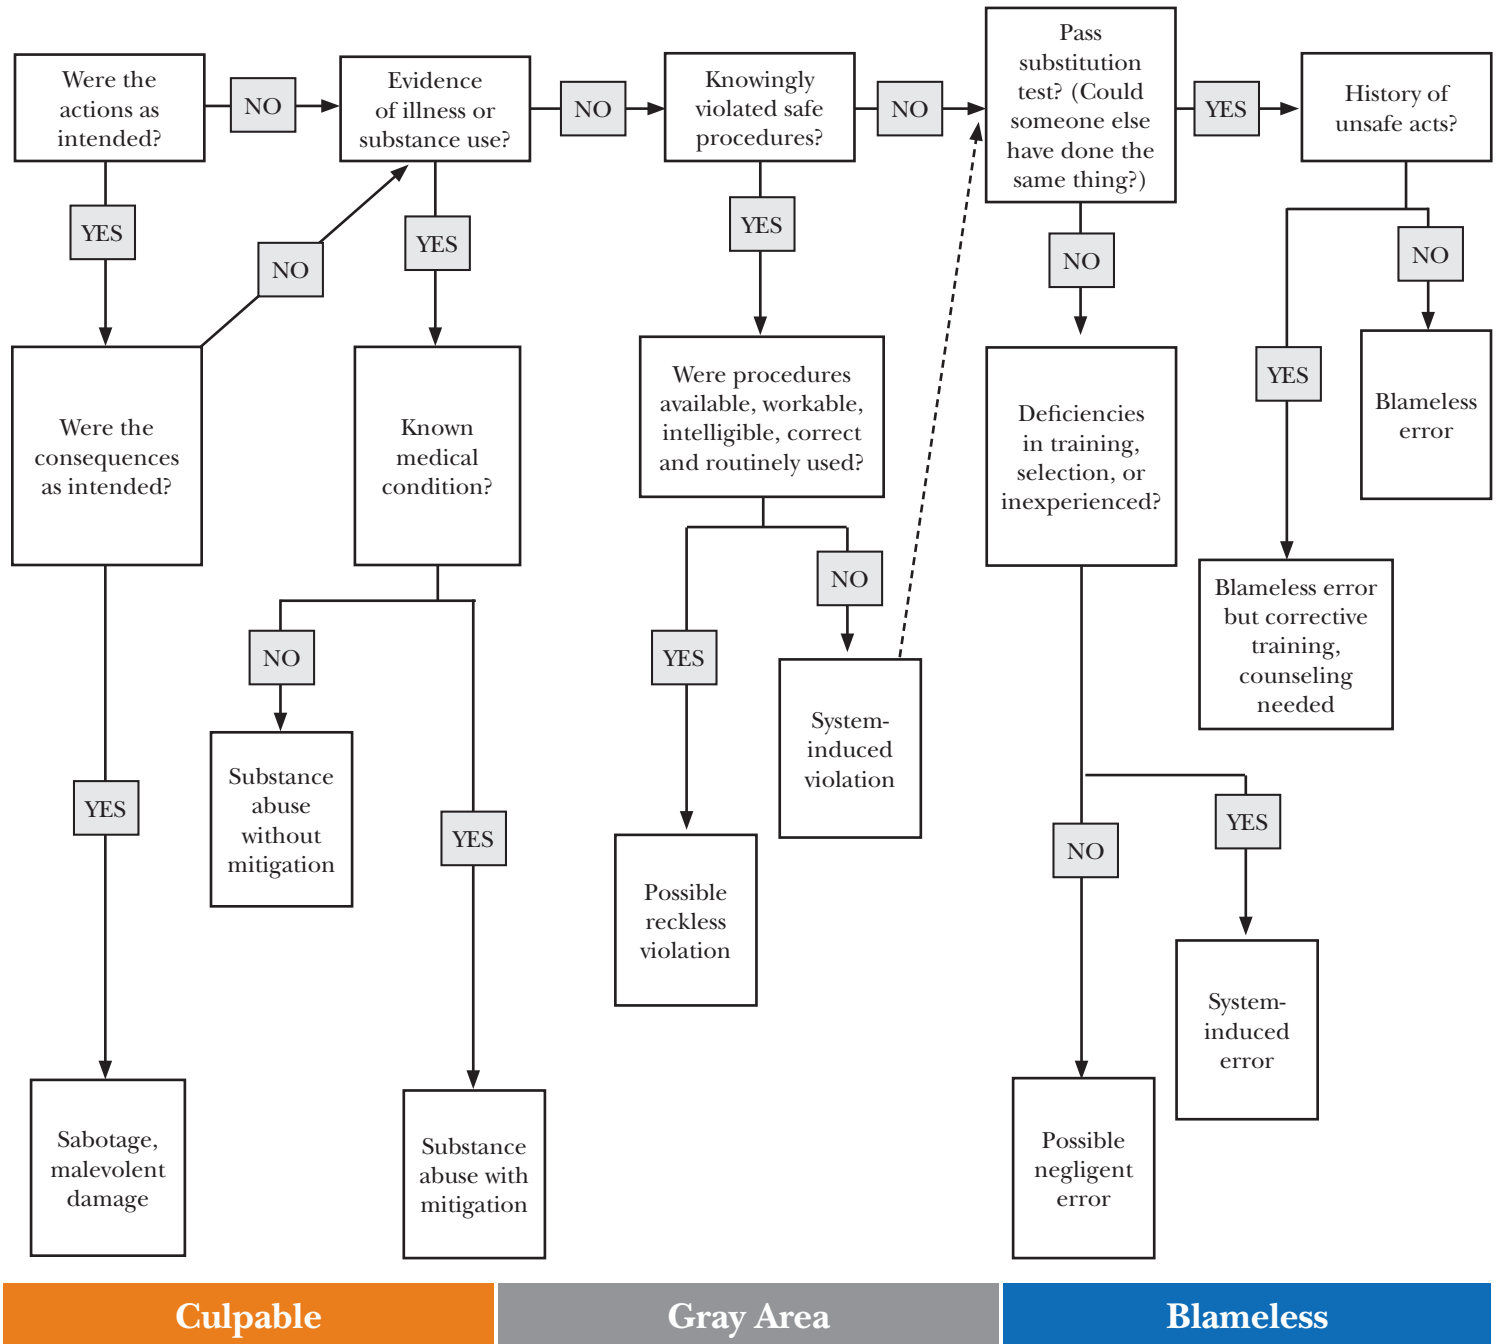 Were the
actions as
intended?
NO
Evidence
of illness or
substance use?
NO
Knowingly
violated safe
procedures?
NO
Pass
substitution
test? (Could
someone else
have done the
same thing?)
YES
History of
unsafe acts?
YES
NO
YES
YES
NO
YES
NO
Were the
consequences
as intended?
Known
medical
condition?
Were procedures
available, workable,
intelligible, correct
and routinely used?
Deficiencies
in training,
selection, or
inexperienced?
Blameless
error
NO
YES
NO
Blameless error
but corrective
training,
counseling
needed
YES
Substance
abuse
without
mitigation
YES
System-
induced
violation
NO
YES
Possible
reckless
violation
System-
induced
error
Sabotage,
malevolent
damage
Substance
abuse with
mitigation
Possible
negligent
error
Culpable
Gray Area
Blameless